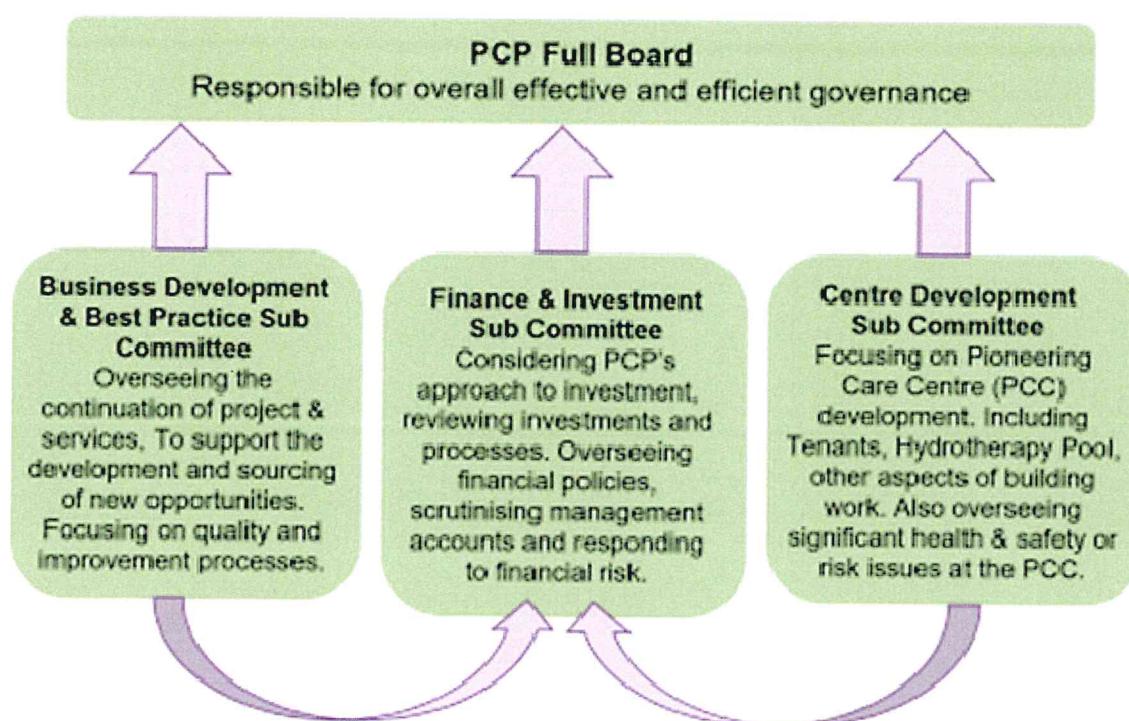 PCP Full Board
Responsible for overall effective and efficient governance
Business Development
& Best Practice Sub
Committee
Overseeing the
continuation of project &
services. To support the
development and sourcing
of new opportunities.
Focusing on quality and
improvement processes.
Finance & Investment
Sub Committee
Considering PCP's
approach to investment,
reviewing investments and
processes. Overseeing
financial policies,
scrutinising management
accounts and responding
to financial risk.
Centre Development
Sub Committee
Focusing on Pioneering
Care Centre (PCC)
development. Including
Tenants, Hydrotherapy Pool,
other aspects of building
work. Also overseeing
significant health & safety or
risk issues at the PCC.